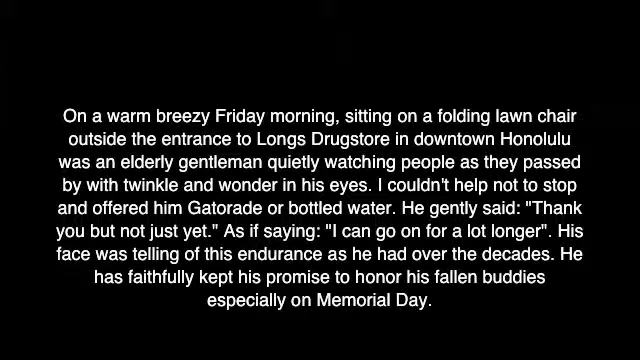 On a warm breezy Friday morning, sitting on a folding lawn chair
outside the entrance to Longs Drugstore in downtown Honolulu
was an elderly gentleman quietly watching people as they passed
by with twinkle and wonder in his eyes. I couldn't help not to stop
and offered him Gatorade or bottled water. He gently said: "Thank
you but not just yet." As if saying: "I can go on for a lot longer". His
face was telling of this endurance as he had over the decades. He
has faithfully kept his promise to honor his fallen buddies
especially on Memorial Day.